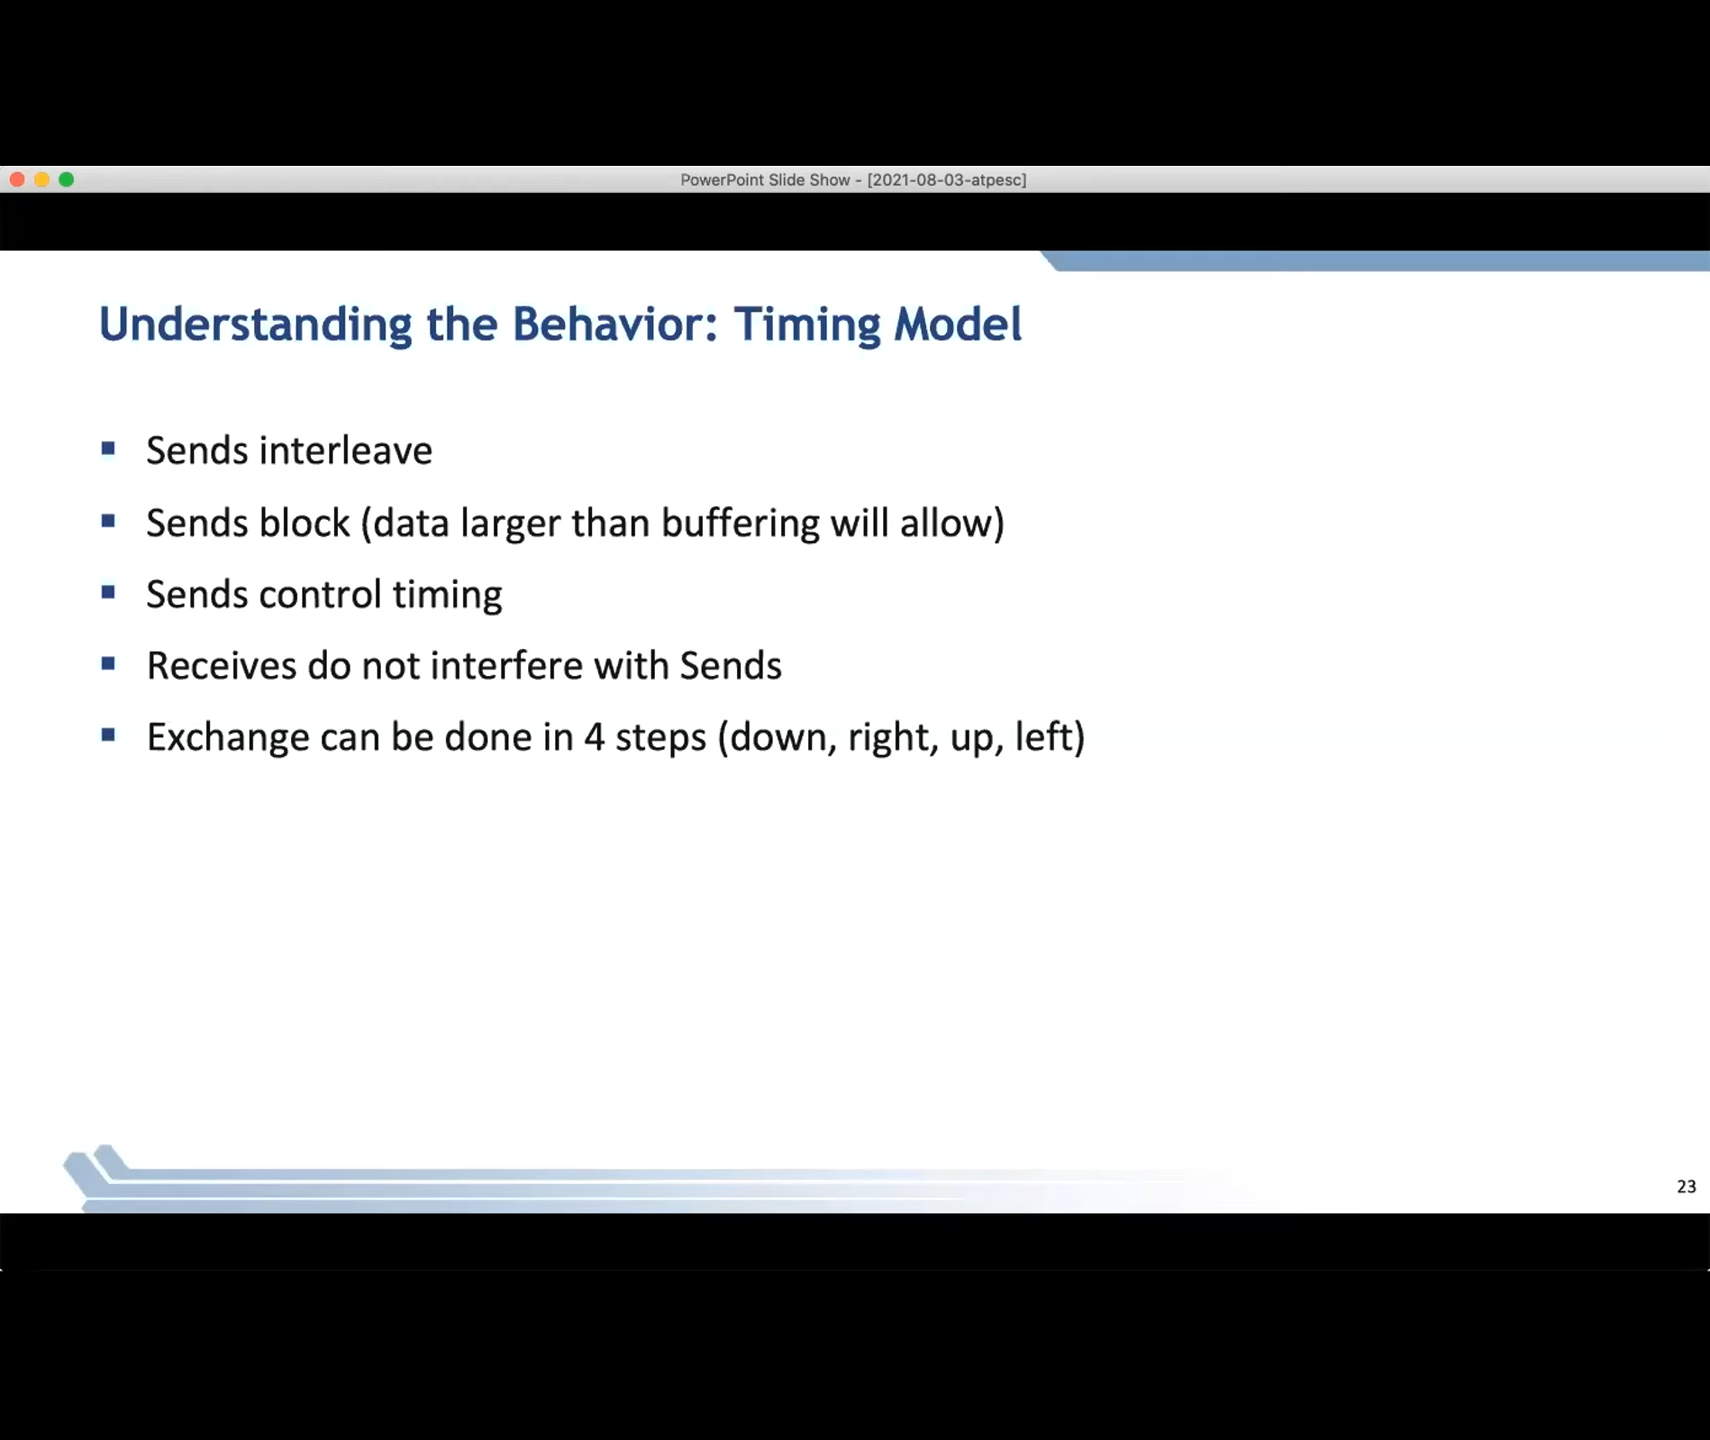 PowerPoint Slide Show - [2021-08-03-atpesc]
Understanding the Behavior: Timing Model
▪ Sends interleave
▪ Sends block (data larger than buffering will allow)
▪ Sends control timing
▪ Receives do not interfere with Sends
▪ Exchange can be done in 4 steps (down, right, up, left)
23